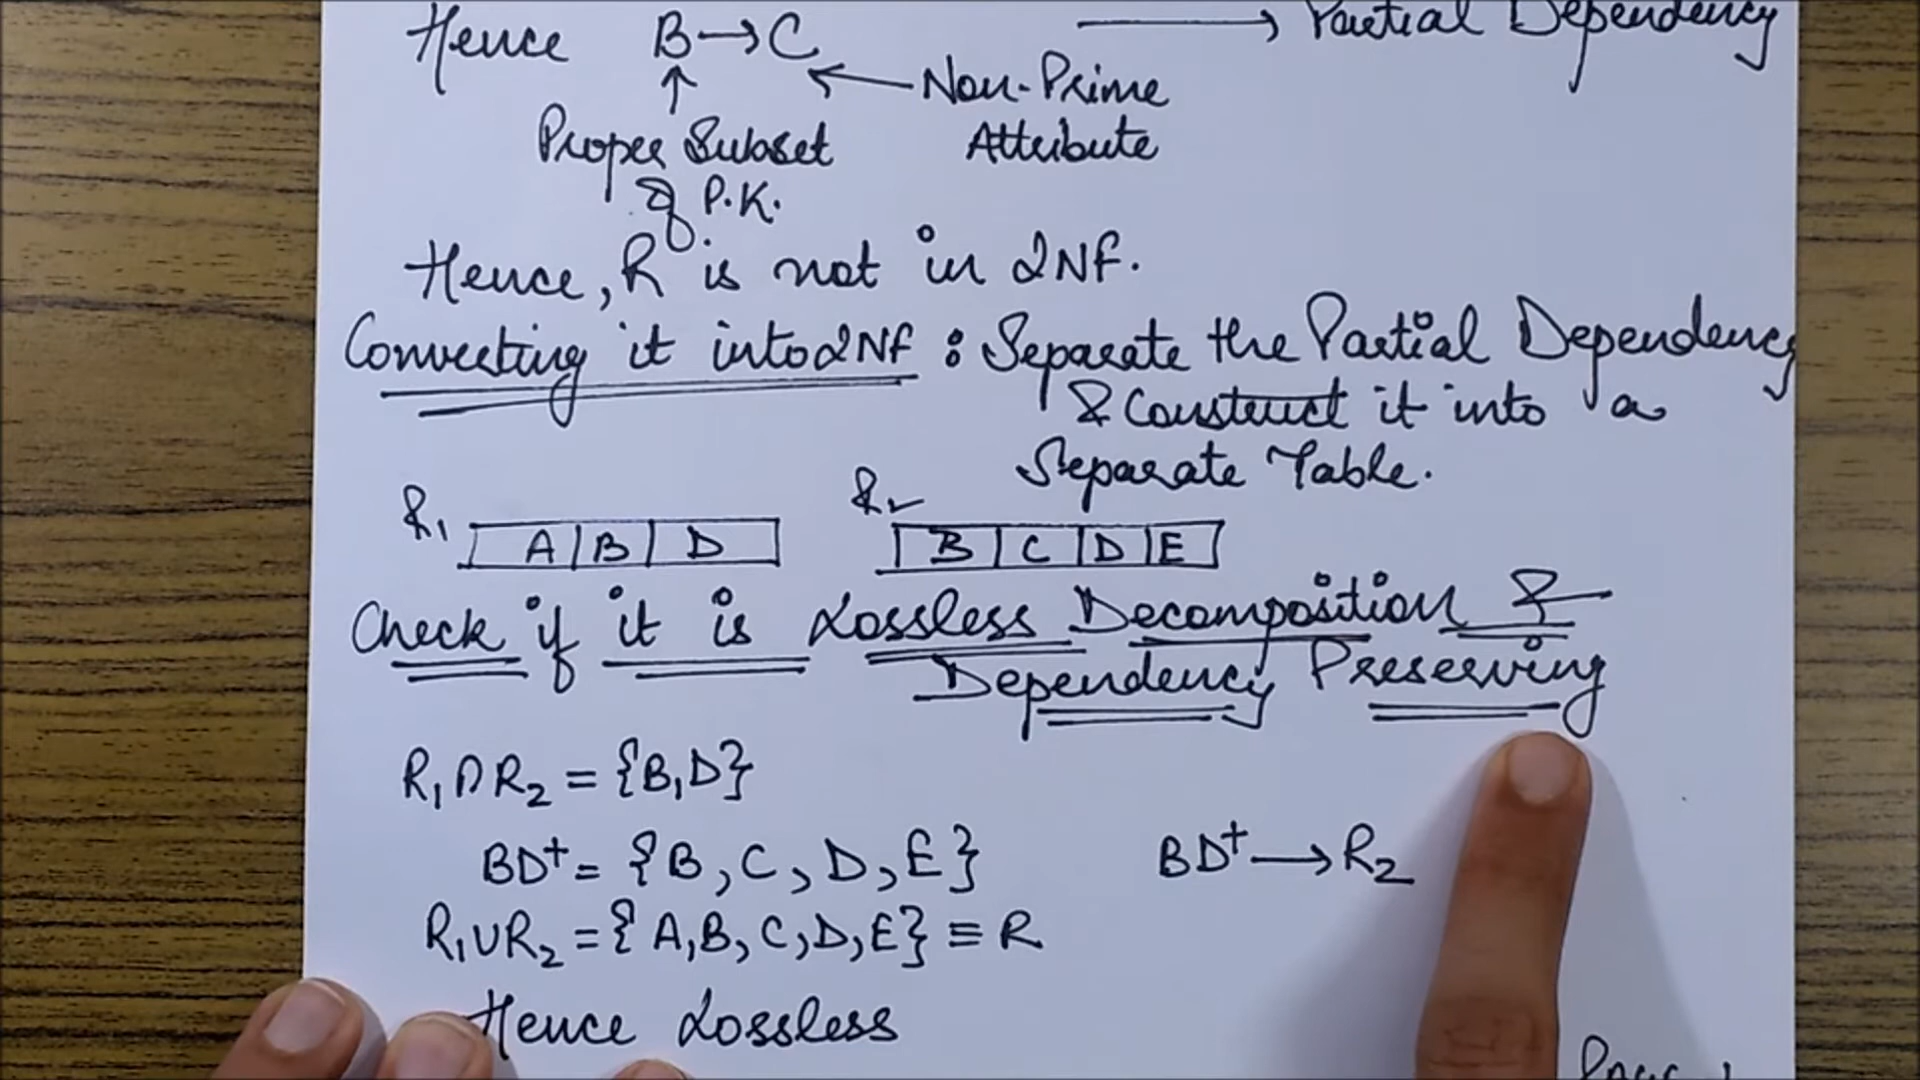 Hence B→C → Partial Dependency
↑ ← Non-Prime
Proper Subset Attribute
of P.K.
Hence, R is not in 2NF.
Converting it into 2NF : Separate the Partial Dependency
& Construct it into a
Separate Table.
R₁ A B D R₂ B C D E
Check if it is Lossless Decomposition &
Dependency Preserving
R₁∩R₂ = {B,D}
BD⁺ = {B,C,D,E} BD⁺→R₂
R₁∪R₂ = {A,B,C,D,E} ≡ R
Hence Lossless